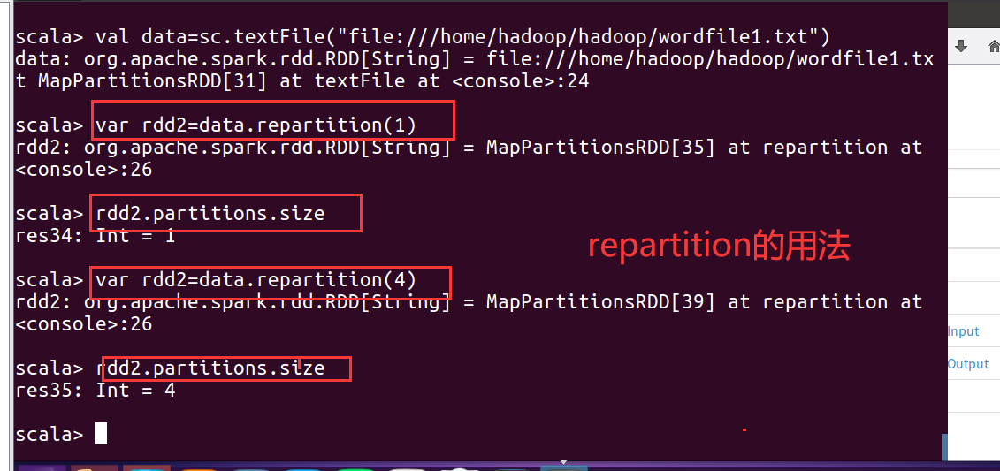 scala> val data=sc.textFile("file:///home/hadoop/hadoop/wordfile1.txt")
data: org.apache.spark.rdd.RDD[String] = file:///home/hadoop/hadoop/wordfile1.tx
t MapPartitionsRDD[31] at textFile at <console>:24
scala> var rdd2=data.repartition(1)
rdd2: org.apache.spark.rdd.RDD[String] = MapPartitionsRDD[35] at repartition at
<console>:26
scala> rdd2.partitions.size
res34: Int = 1
repartition的用法
scala> var rdd2=data.repartition(4)
rdd2: org.apache.spark.rdd.RDD[String] = MapPartitionsRDD[39] at repartition at
<console>:26
Input
Output
scala> rdd2.partitions.size
res35: Int = 4
scala>